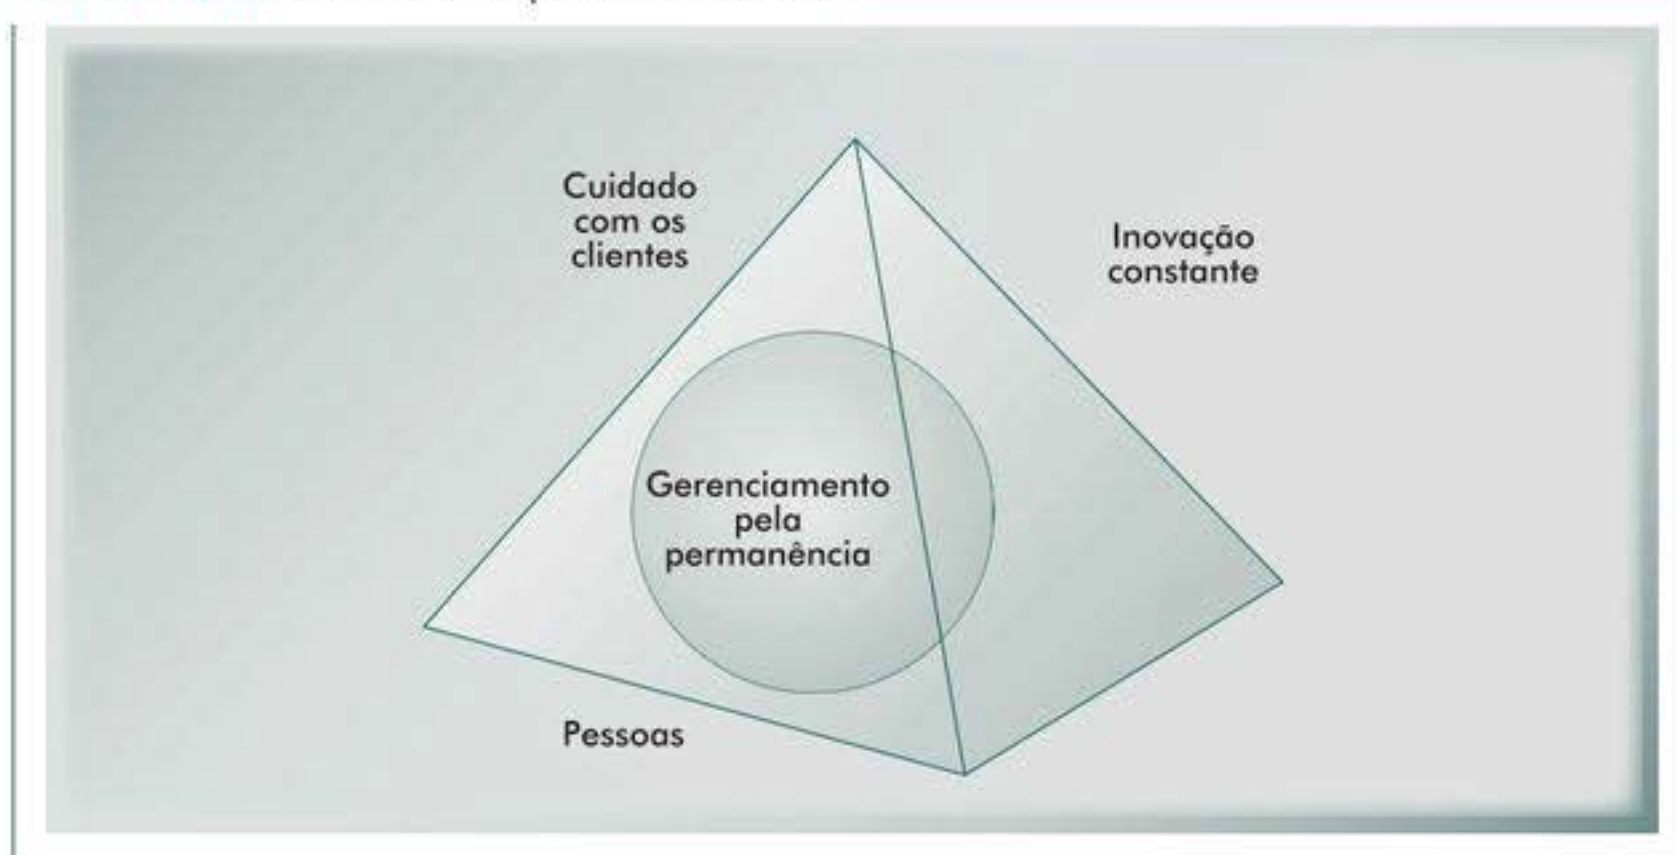 Cuidado
com os
clientes
Inovação
constante
Gerenciamento
pela
permanência
Pessoas